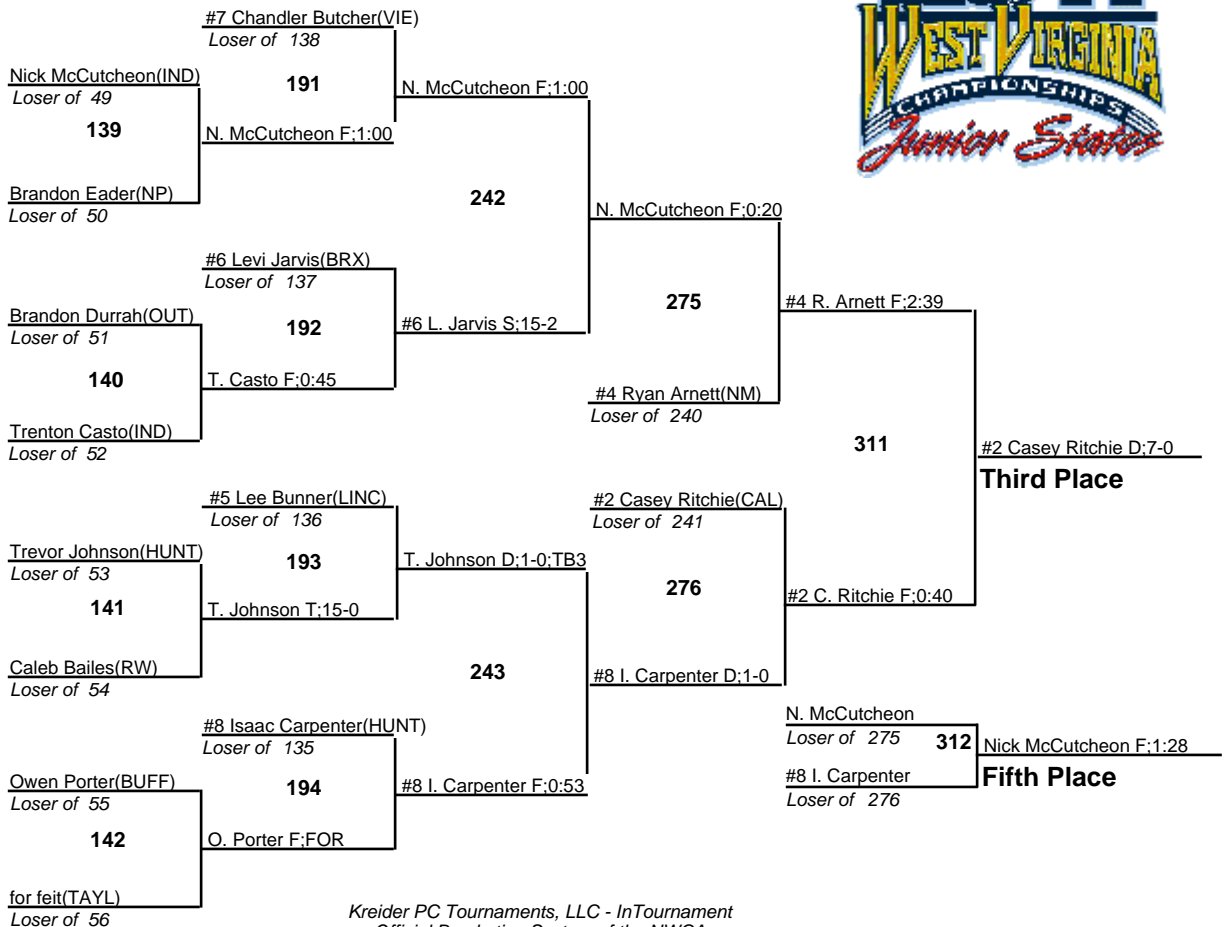 #7 Chandler Butcher(VIE)
Loser of 138
WEST VIRGINIA
CHAMPIONSHIPS
Junior States
Nick McCutcheon(IND)
Loser of 49
191
N. McCutcheon F;1:00
139
N. McCutcheon F;1:00
Brandon Eader(NP)
Loser of 50
242
N. McCutcheon F;0:20
#6 Levi Jarvis(BRX)
Loser of 137
Brandon Durrah(OUT)
Loser of 51
192
#6 L. Jarvis S;15-2
275
#4 R. Arnett F;2:39
140
T. Casto F;0:45
#4 Ryan Arnett(NM)
Loser of 240
Trenton Casto(IND)
Loser of 52
311
#2 Casey Ritchie D;7-0
Third Place
#5 Lee Bunner(LINC)
Loser of 136
#2 Casey Ritchie(CAL)
Loser of 241
Trevor Johnson(HUNT)
Loser of 53
193
T. Johnson D;1-0;TB3
276
#2 C. Ritchie F;0:40
141
T. Johnson T;15-0
Caleb Bailes(RW)
Loser of 54
243
#8 I. Carpenter D;1-0
#8 Isaac Carpenter(HUNT)
Loser of 135
N. McCutcheon
Loser of 275
312
Nick McCutcheon F;1:28
Fifth Place
#8 I. Carpenter
Loser of 276
Owen Porter(BUFF)
Loser of 55
194
#8 I. Carpenter F;0:53
142
O. Porter F;FOR
for feit(TAYL)
Loser of 56
Kreider PC Tournaments, LLC - InTournament